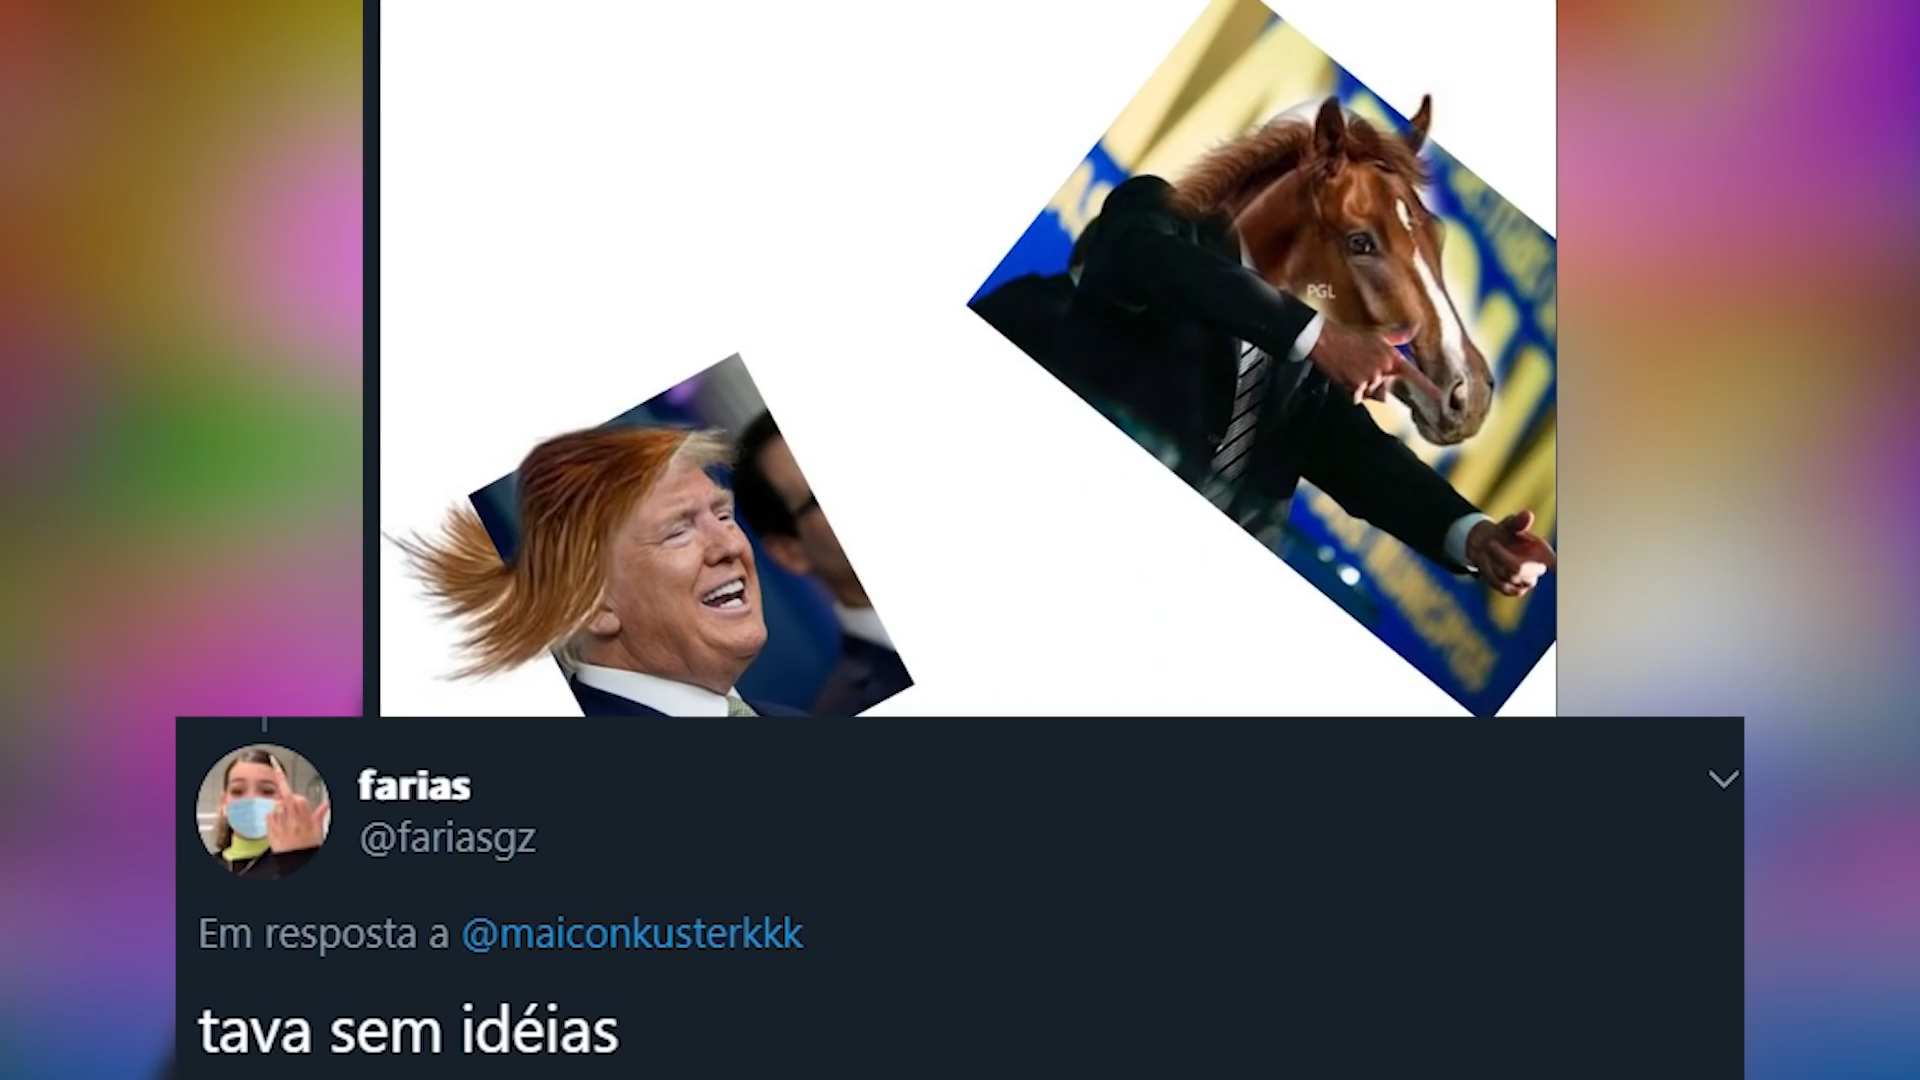 PGL
farias
@fariasgz
Em resposta a @maiconkusterkkk
tava sem idéias